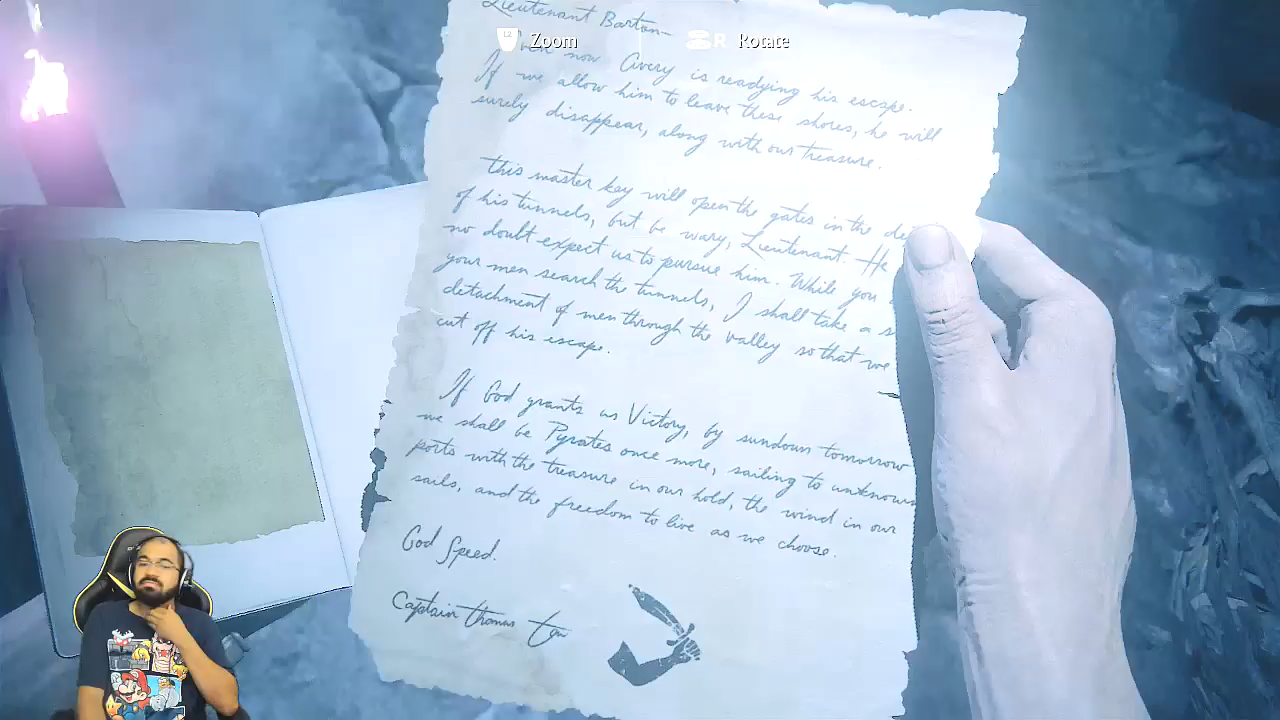 Lieutenant Barton—
Zoom
R Rotate
now Avery is readying his escape.
If we allow him to leave these shores, he will
surely disappear, along with our treasure.
This master key will open the gates in the
of his tunnels, but be wary, Lieutenant. He
no doubt expect us to pursue him. While you
your men search the tunnels, I shall take a
detachment of men through the valley so that we
cut off his escape.
If God grants us Victory, by sundown tomorrow
we shall be Pyrates once more, sailing to unknown
ports with the treasure in our hold, the wind in our
sails, and the freedom to live as we choose.
God Speed.
Captain Thomas Tew